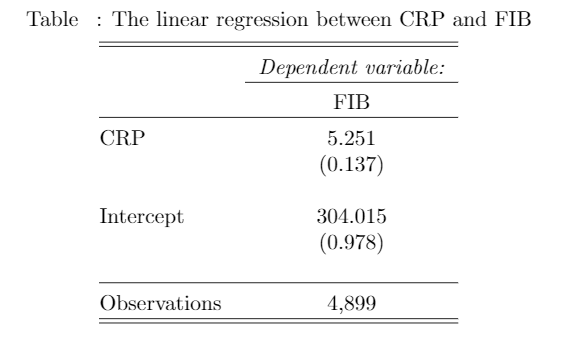 Table : The linear regression between CRP and FIB
Dependent variable:
FIB
CRP 5.251
(0.137)
Intercept 304.015
(0.978)
Observations 4,899